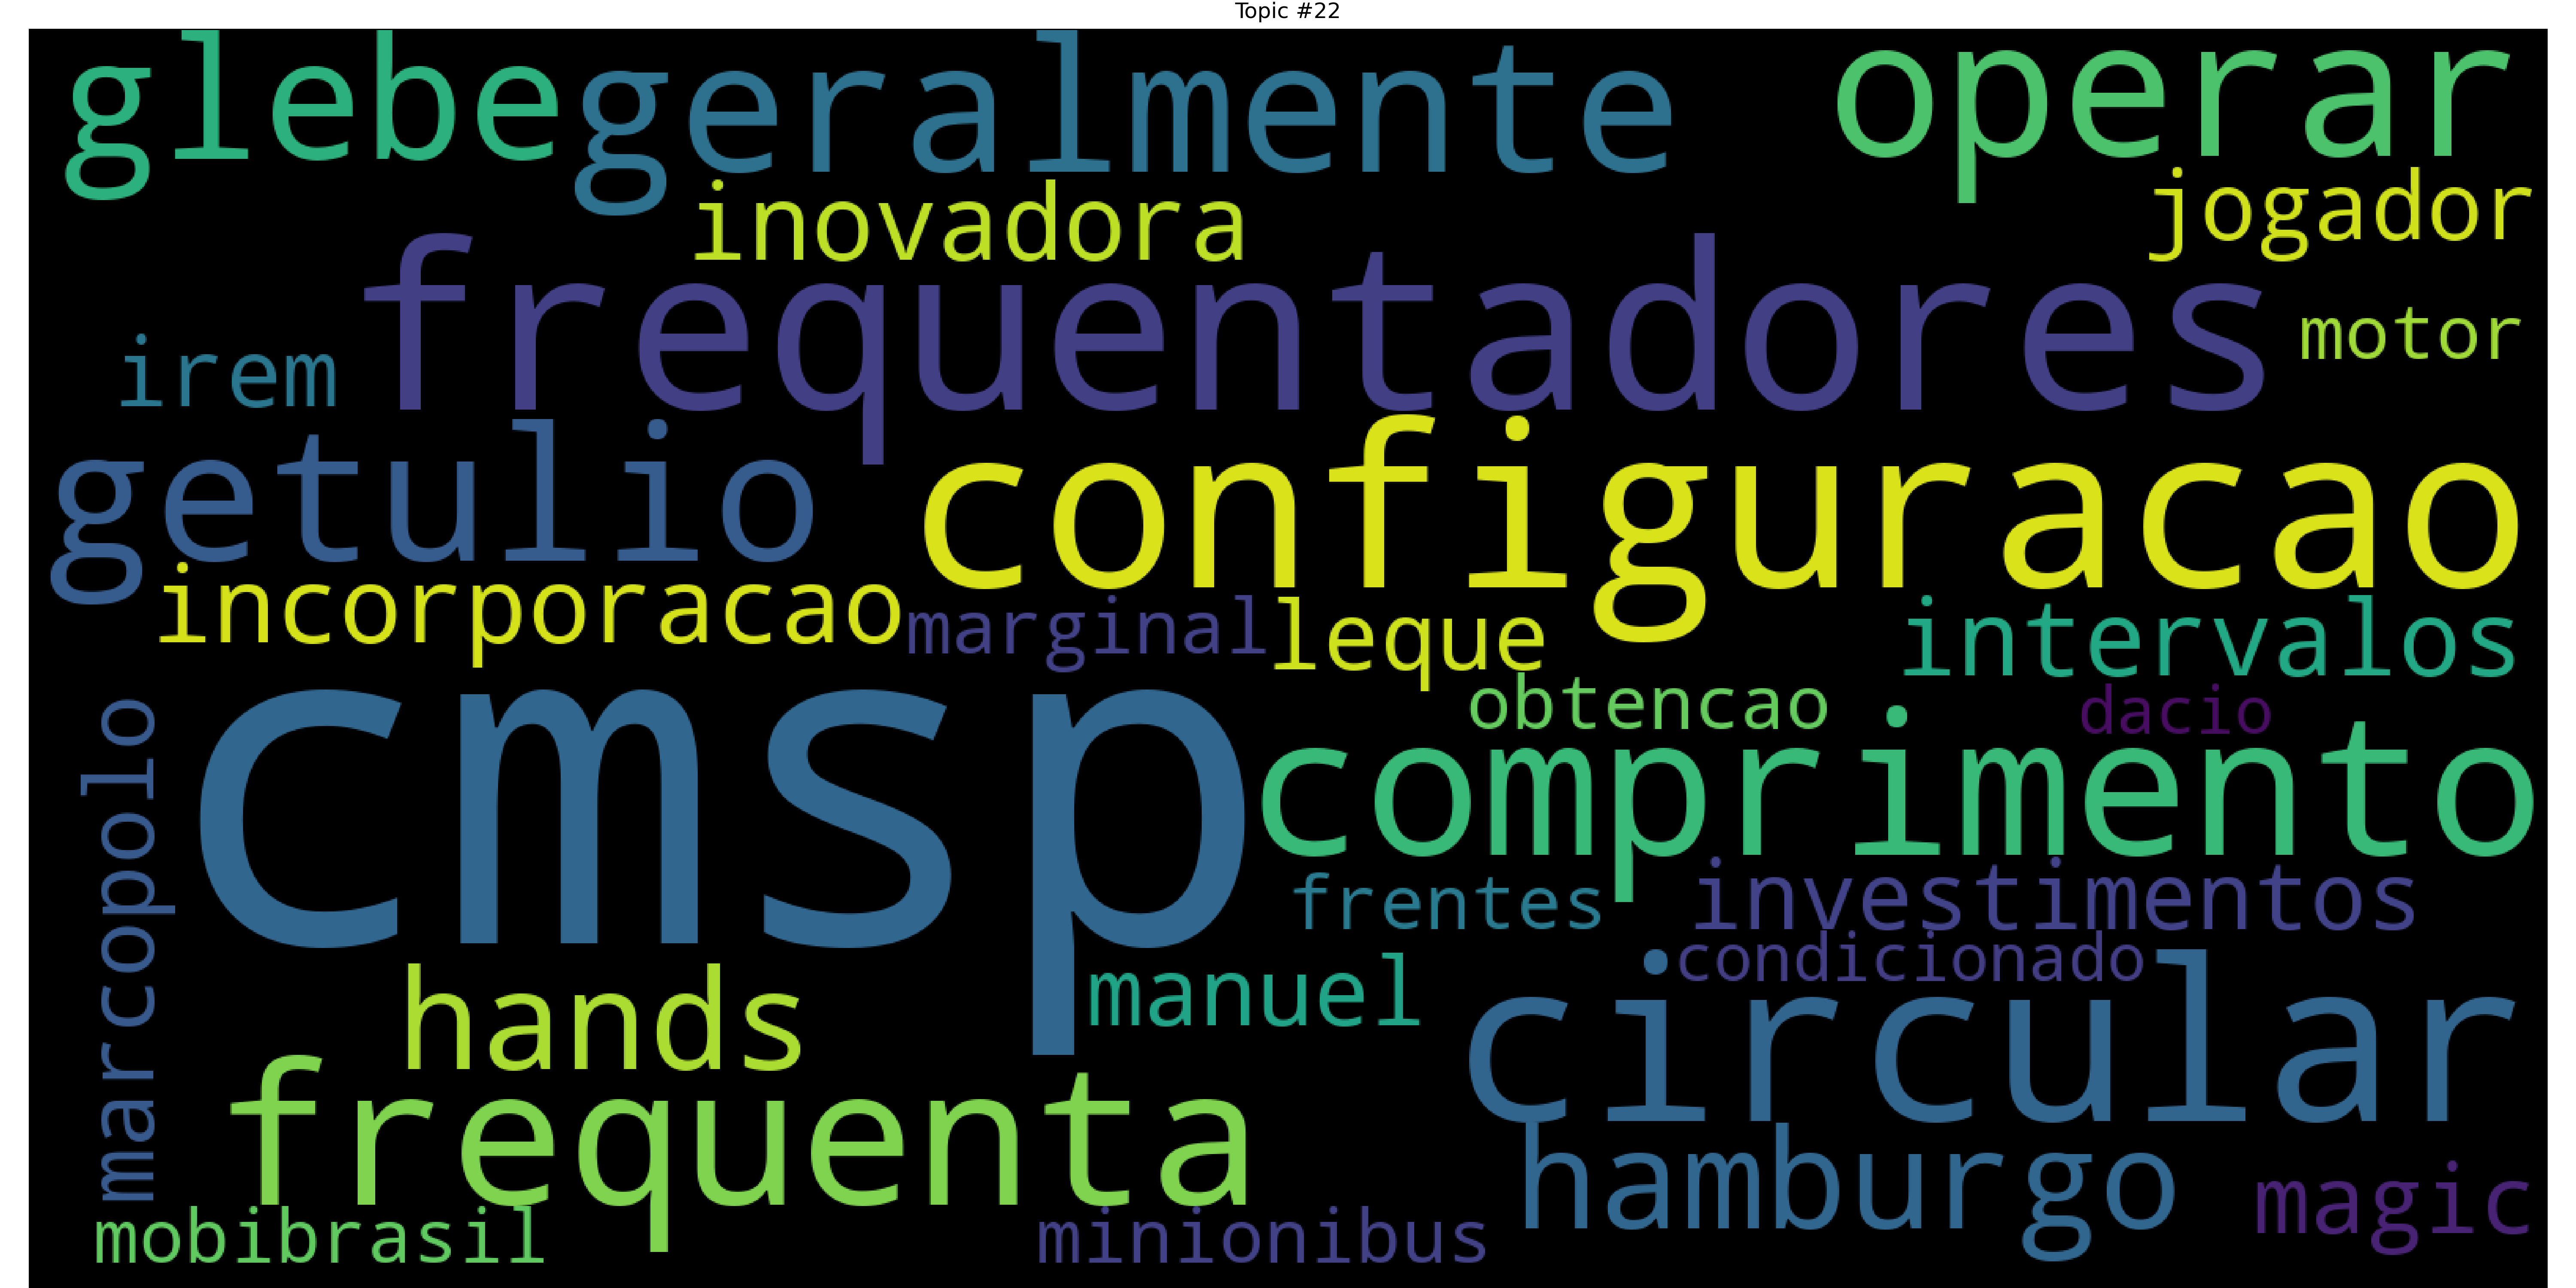 Topic #22
glebe
geralmente
operar
inovadora
jogador
frequentadores
irem
motor
getulio
configuracao
incorporacao
marginal
leque
intervalos
obtencao
dacio
marcopolo
cmsp
comprimento
frentes
investimentos
condicionado
hands
manuel
circular
frequenta
hamburgo
magic
mobibrasil
minionibus